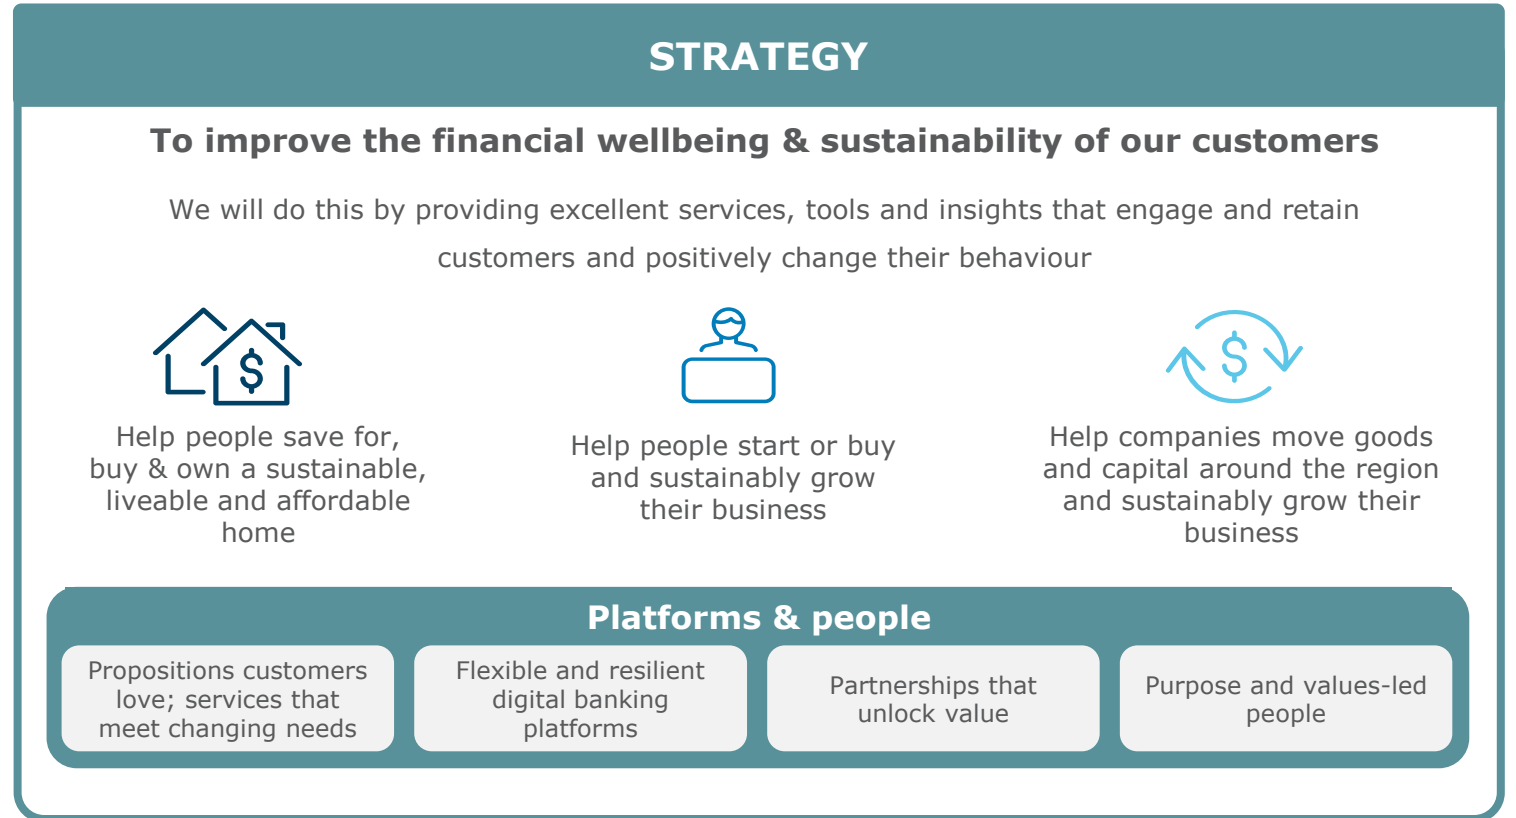 STRATEGY
To improve the financial wellbeing & sustainability of our customers
We will do this by providing excellent services, tools and insights that engage and retain
customers and positively change their behaviour
$
Help people save for,
buy & own a sustainable,
liveable and affordable
home
Help people start or buy
and sustainably grow
their business
$
Help companies move goods
and capital around the region
and sustainably grow their
business
Platforms & people
Propositions customers
love; services that
meet changing needs
Flexible and resilient
digital banking
platforms
Partnerships that
unlock value
Purpose and values-led
people